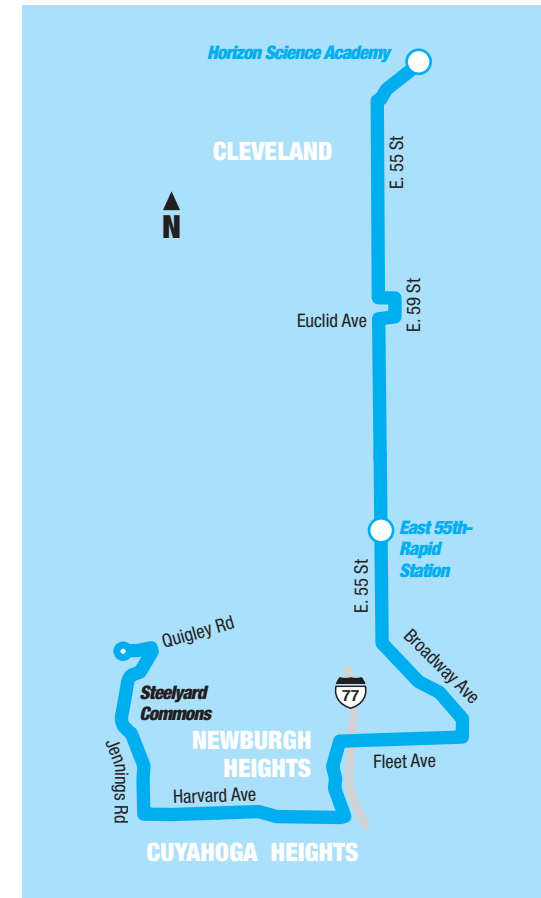 Horizon Science Academy
CLEVELAND
E. 55 St
N
E. 59 St
Euclid Ave
East 55th-
Rapid
Station
E. 55 St
Quigley Rd
Broadway Ave
Steelyard
Commons
77
NEWBURGH
HEIGHTS
Fleet Ave
Jennings Rd
Harvard Ave
CUYAHOGA HEIGHTS